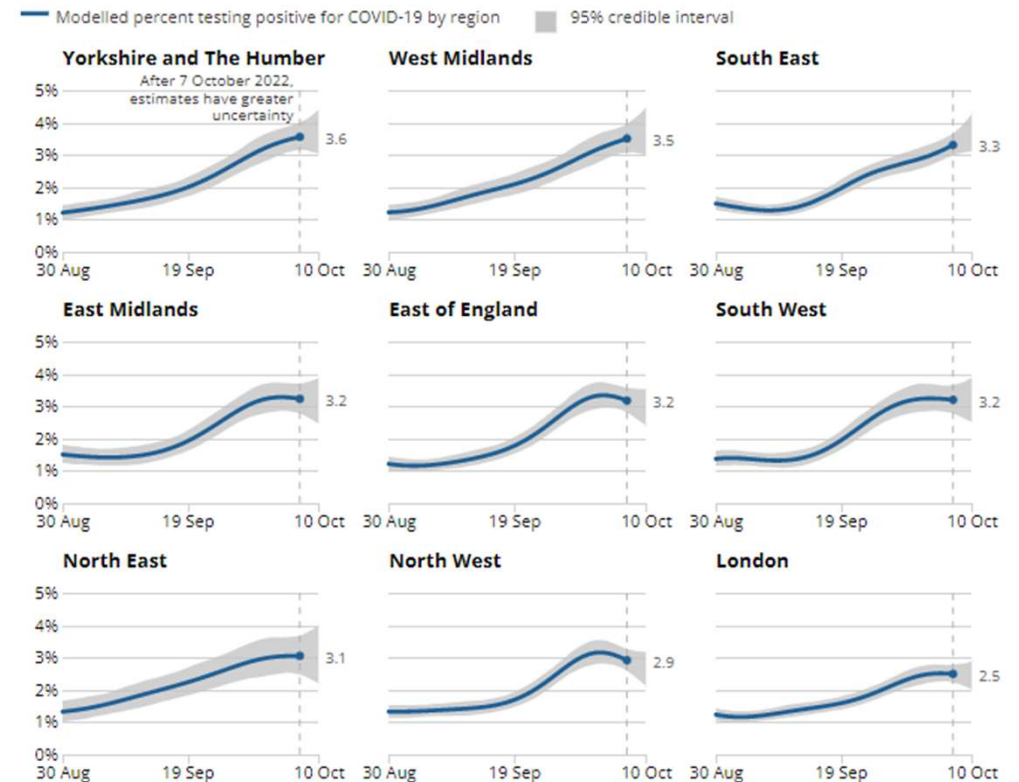 Modelled percent testing positive for COVID-19 by region 95% credible interval
Yorkshire and The Humber West Midlands South East
After 7 October 2022,
estimates have greater
uncertainty
5%
4%
3%
2%
1%
0%
3.6 3.5 3.3
30 Aug 19 Sep 10 Oct 30 Aug 19 Sep 10 Oct 30 Aug 19 Sep 10 Oct
East Midlands East of England South West
5%
4%
3%
2%
1%
0%
3.2 3.2 3.2
30 Aug 19 Sep 10 Oct 30 Aug 19 Sep 10 Oct 30 Aug 19 Sep 10 Oct
North East North West London
5%
4%
3%
2%
1%
0%
3.1 2.9 2.5
30 Aug 19 Sep 10 Oct 30 Aug 19 Sep 10 Oct 30 Aug 19 Sep 10 Oct